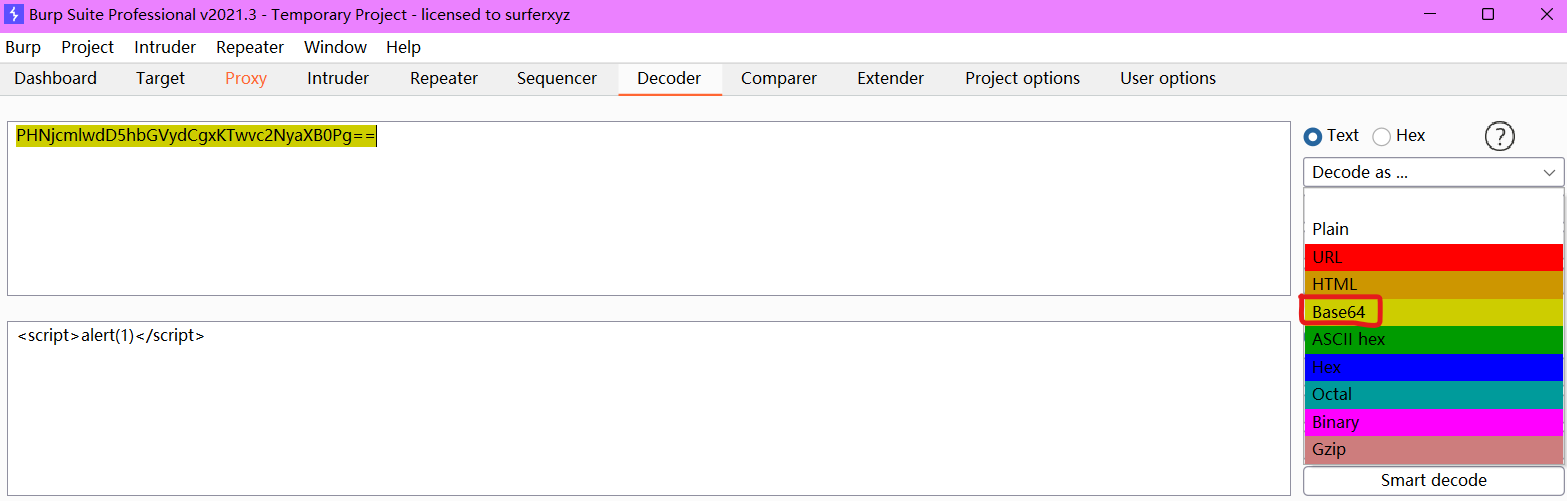 Burp Suite Professional v2021.3 - Temporary Project - licensed to surferxyz
Burp Project Intruder Repeater Window Help
Dashboard Target Proxy Intruder Repeater Sequencer Decoder Comparer Extender Project options User options
PHNjcmlwdD5hbGVydCgxKTwvc2NyaXB0Pg==
Text Hex ?
Decode as ...
Plain
URL
HTML
Base64
ASCII hex
Hex
Octal
Binary
Gzip
<script>alert(1)</script>
Smart decode